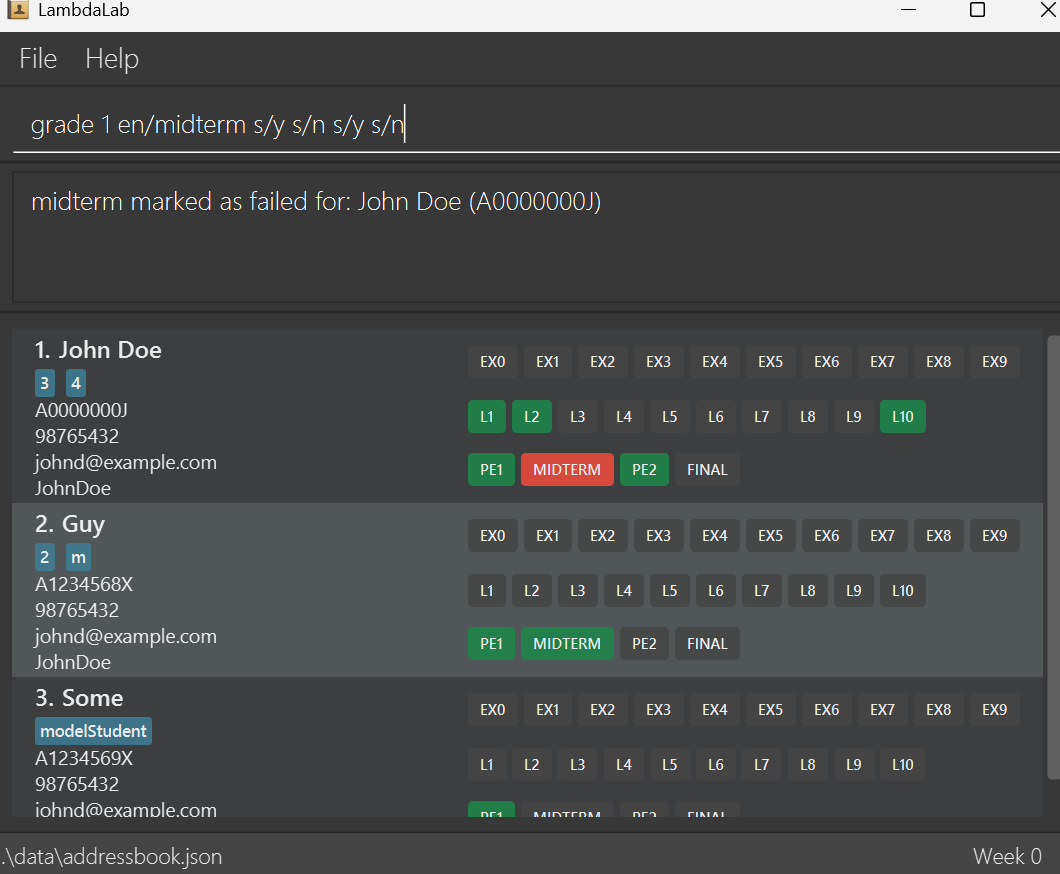 LambdaLab
File Help
grade 1 en/midterm s/y s/n s/y s/n
midterm marked as failed for: John Doe (A0000000J)
1. John Doe
3 4
A0000000J
98765432
johnd@example.com
JohnDoe
EX0 EX1 EX2 EX3 EX4 EX5 EX6 EX7 EX8 EX9
L1 L2 L3 L4 L5 L6 L7 L8 L9 L10
PE1 MIDTERM PE2 FINAL
2. Guy
2 m
A1234568X
98765432
johnd@example.com
JohnDoe
EX0 EX1 EX2 EX3 EX4 EX5 EX6 EX7 EX8 EX9
L1 L2 L3 L4 L5 L6 L7 L8 L9 L10
PE1 MIDTERM PE2 FINAL
3. Some
modelStudent
A1234569X
98765432
johnd@example.com
EX0 EX1 EX2 EX3 EX4 EX5 EX6 EX7 EX8 EX9
L1 L2 L3 L4 L5 L6 L7 L8 L9 L10
PE1 MIDTERM PE2 FINAL
.\data\addressbook.json
Week 0